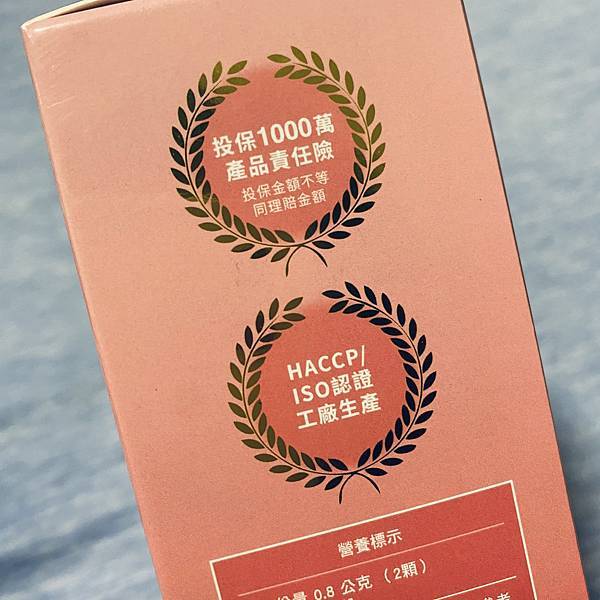 投保1000萬
產品責任險
投保金額不等
同理賠金額
HACCP/
ISO認證
工廠生產
營養標示
量 0.8 公克 (2顆)